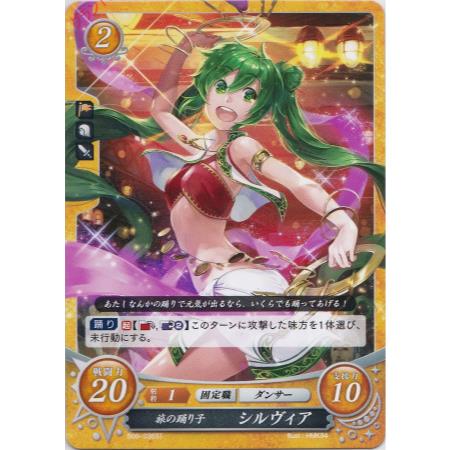 2
あたしなんかの踊りで元気が出るなら、いくらでも踊ってあげる！
踊り 起【 】このターンに攻撃した味方を1体選び、
未行動にする。
戦闘力
20
I
固定職
ダンサー
支援力
10
旅の踊り子 シルヴィア
Illust：HMK84